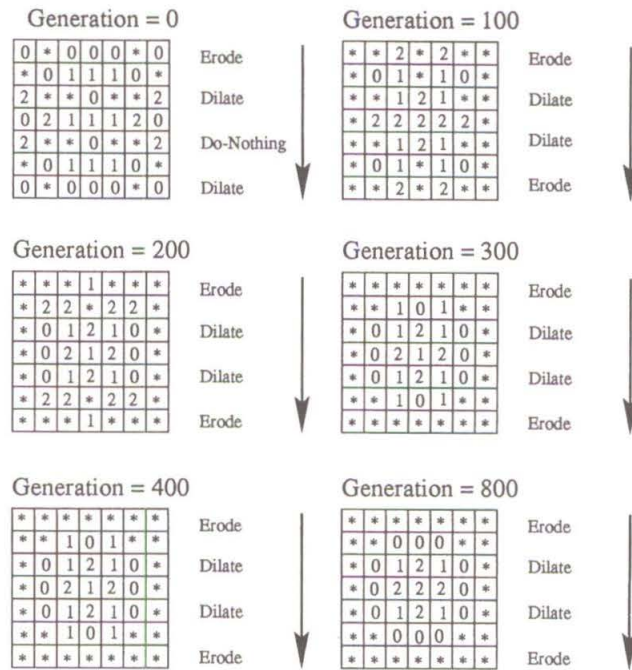 Generation = 0
0 * 0 0 0 * 0
* 0 1 1 1 0 *
2 * * 0 * * 2
0 2 1 1 1 2 0
2 * * 0 * * 2
* 0 1 1 1 0 *
0 * 0 0 0 * 0
Erode
Dilate
Do-Nothing
Dilate
Generation = 100
* * 2 * 2 * *
* 0 1 * 1 0 *
* * 1 2 1 * *
* 2 2 2 2 2 *
* * 1 2 1 * *
* 0 1 * 1 0 *
* * 2 * 2 * *
Erode
Dilate
Dilate
Erode
Generation = 200
* * * 1 * * *
* 2 2 * 2 2 *
* 0 1 2 1 0 *
* 0 2 1 2 0 *
* 0 1 2 1 0 *
* 2 2 * 2 2 *
* * * 1 * * *
Erode
Dilate
Dilate
Erode
Generation = 300
* * * * * * *
* * 1 0 1 * *
* 0 1 2 1 0 *
* 0 2 1 2 0 *
* 0 1 2 1 0 *
* * 1 0 1 * *
* * * * * * *
Erode
Dilate
Dilate
Erode
Generation = 400
* * * * * * *
* * 1 0 1 * *
* 0 1 2 1 0 *
* 0 2 1 2 0 *
* 0 1 2 1 0 *
* * 1 0 1 * *
* * * * * * *
Erode
Dilate
Dilate
Erode
Generation = 800
* * * * * * *
* * 0 0 0 * *
* 0 1 2 1 0 *
* 0 2 2 2 0 *
* 0 1 2 1 0 *
* * 0 0 0 * *
* * * * * * *
Erode
Dilate
Dilate
Erode